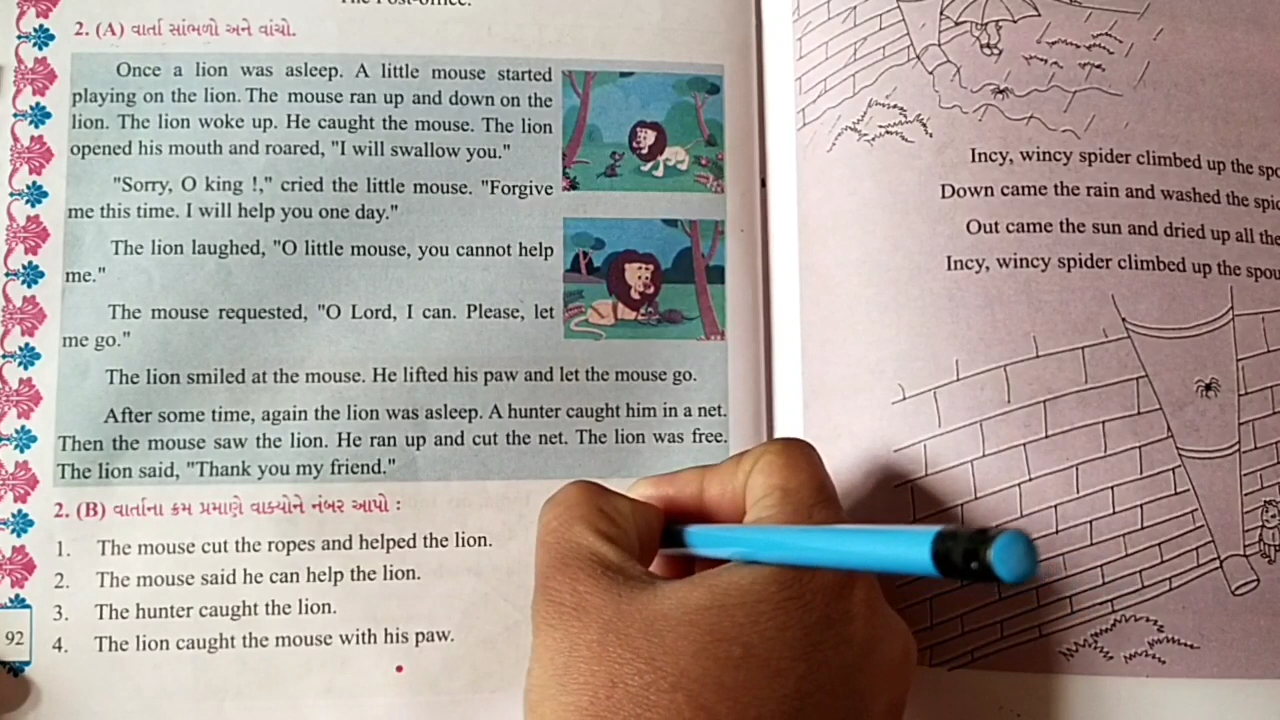 The Post-office.
2. (A) વાર્તા સાંભળો અને વાંચો.
Once a lion was asleep. A little mouse started
playing on the lion. The mouse ran up and down on the
lion. The lion woke up. He caught the mouse. The lion
opened his mouth and roared, "I will swallow you."
"Sorry, O king !," cried the little mouse. "Forgive
me this time. I will help you one day."
The lion laughed, "O little mouse, you cannot help
me."
The mouse requested, "O Lord, I can. Please, let
me go."
The lion smiled at the mouse. He lifted his paw and let the mouse go.
After some time, again the lion was asleep. A hunter caught him in a net.
Then the mouse saw the lion. He ran up and cut the net. The lion was free.
The lion said, "Thank you my friend."
2. (B) વાર્તાના ક્રમ પ્રમાણે વાક્યોને નંબર આપો :
1. The mouse cut the ropes and helped the lion.
2. The mouse said he can help the lion.
3. The hunter caught the lion.
4. The lion caught the mouse with his paw.
92
Incy, wincy spider climbed up the
Down came the rain and washed the
Out came the sun and dried up all the
Incy, wincy spider climbed up the